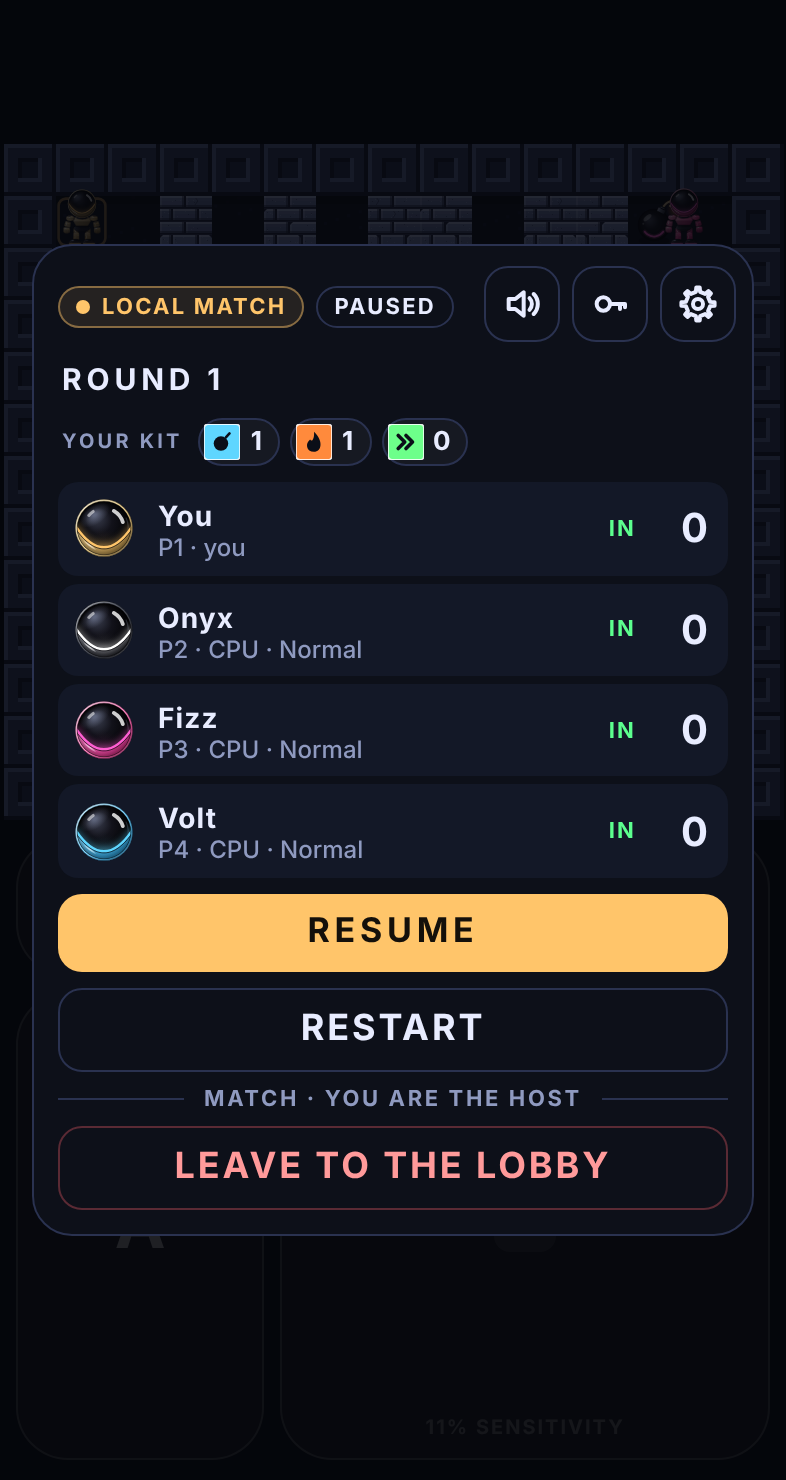 LOCAL MATCH PAUSED
ROUND 1
YOUR KIT 1 1 0
You IN 0
P1 · you
Onyx IN 0
P2 · CPU · Normal
Fizz IN 0
P3 · CPU · Normal
Volt IN 0
P4 · CPU · Normal
RESUME
RESTART
MATCH · YOU ARE THE HOST
LEAVE TO THE LOBBY
11% SENSITIVITY